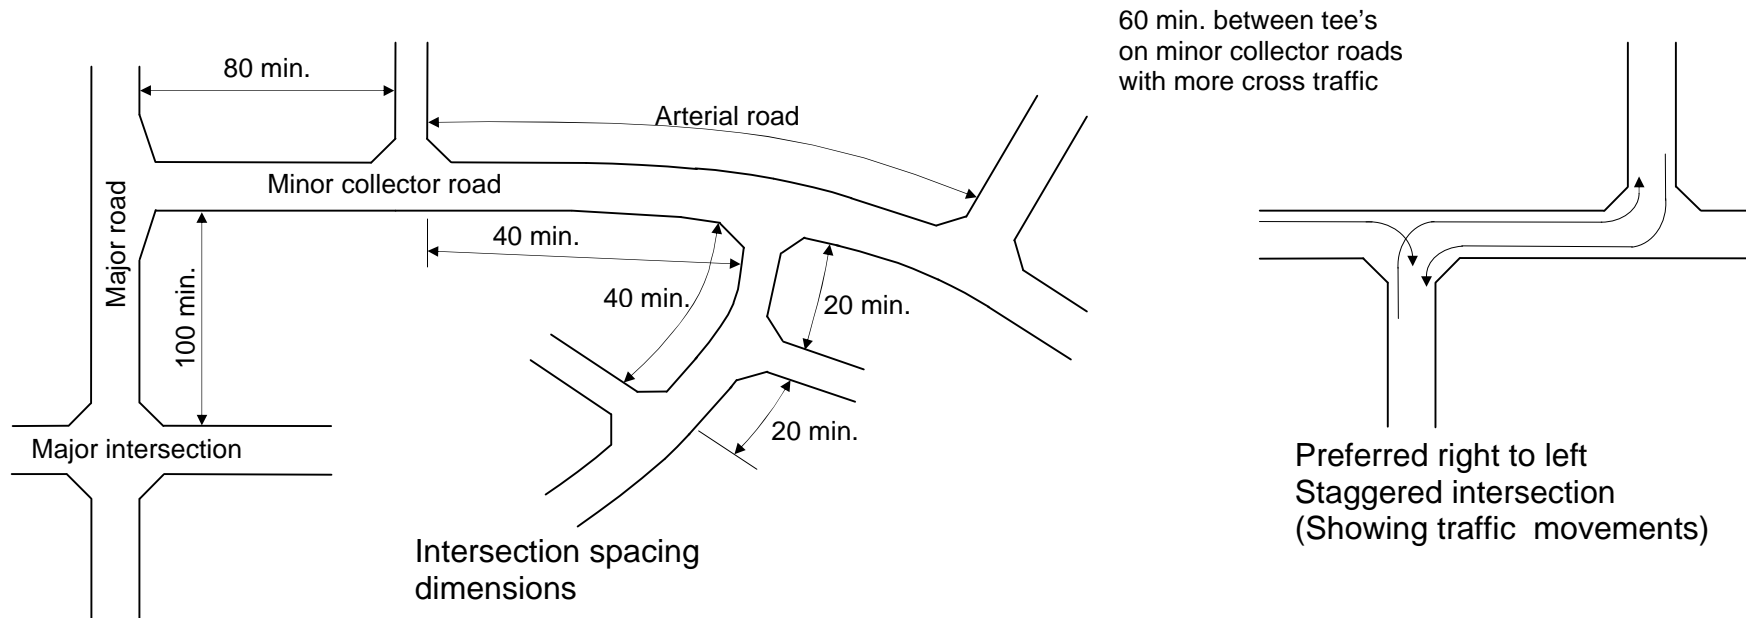 60 min. between tee's
on minor collector roads
with more cross traffic
80 min.
Arterial road
Minor collector road
Major road
40 min.
100 min.
40 min.
20 min.
20 min.
Major intersection
Intersection spacing
dimensions
Preferred right to left
Staggered intersection
(Showing traffic movements)